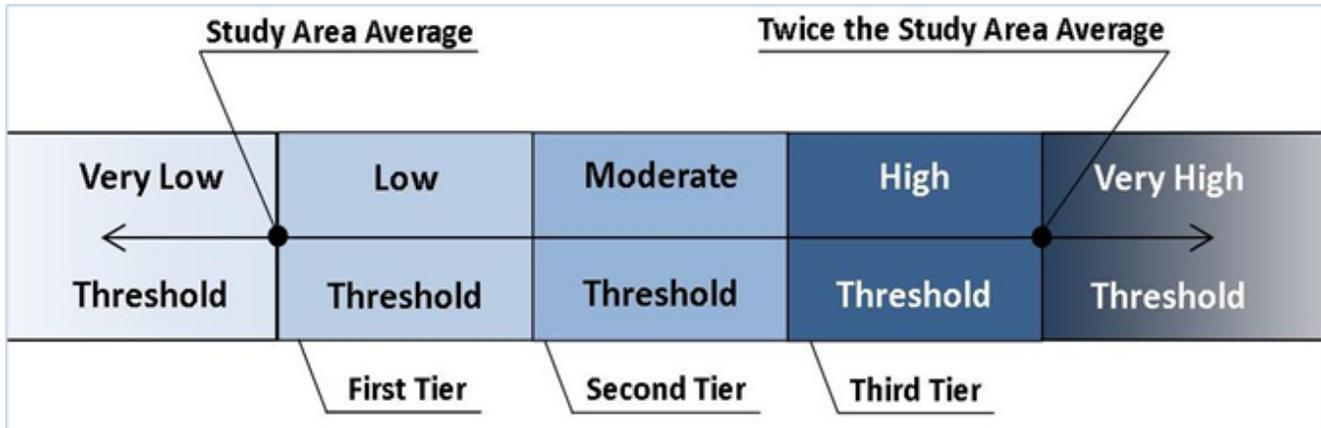 Study Area Average
Twice the Study Area Average
Very Low
Low
Moderate
High
Very High
Threshold
Threshold
Threshold
Threshold
Threshold
First Tier
Second Tier
Third Tier